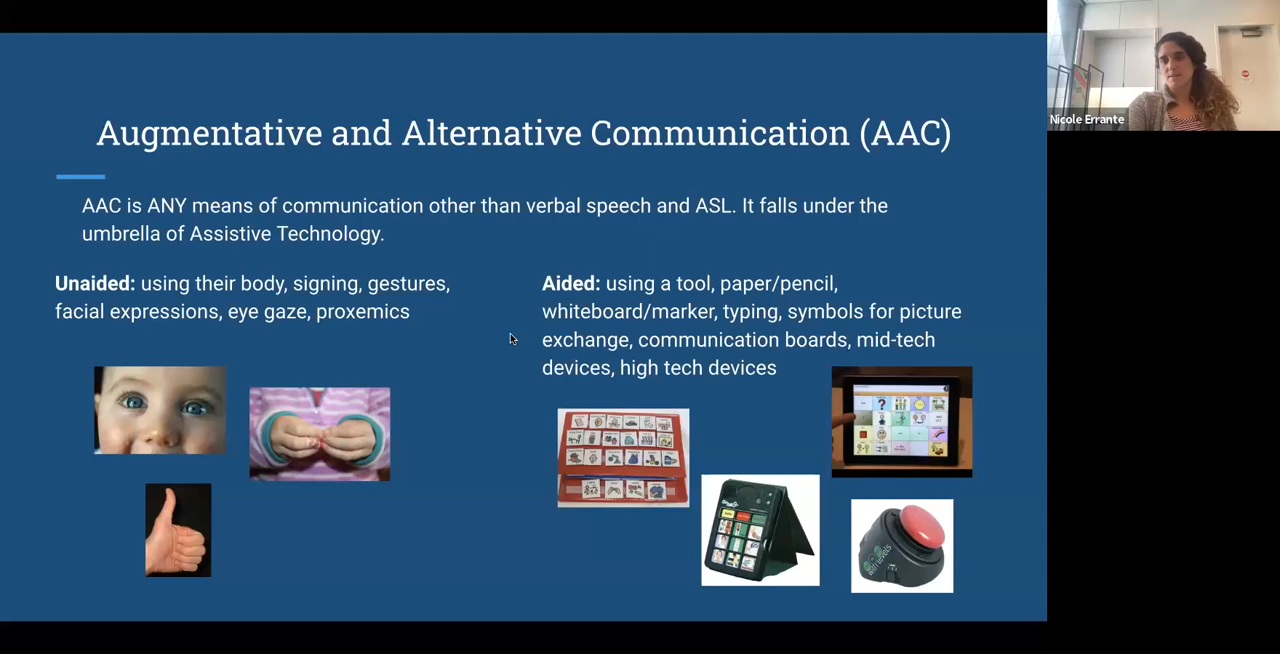 Augmentative and Alternative Communication (AAC)
AAC is ANY means of communication other than verbal speech and ASL. It falls under the
umbrella of Assistive Technology.
Unaided: using their body, signing, gestures,
facial expressions, eye gaze, proxemics
Aided: using a tool, paper/pencil,
whiteboard/marker, typing, symbols for picture
exchange, communication boards, mid-tech
devices, high tech devices
Nicole Errante